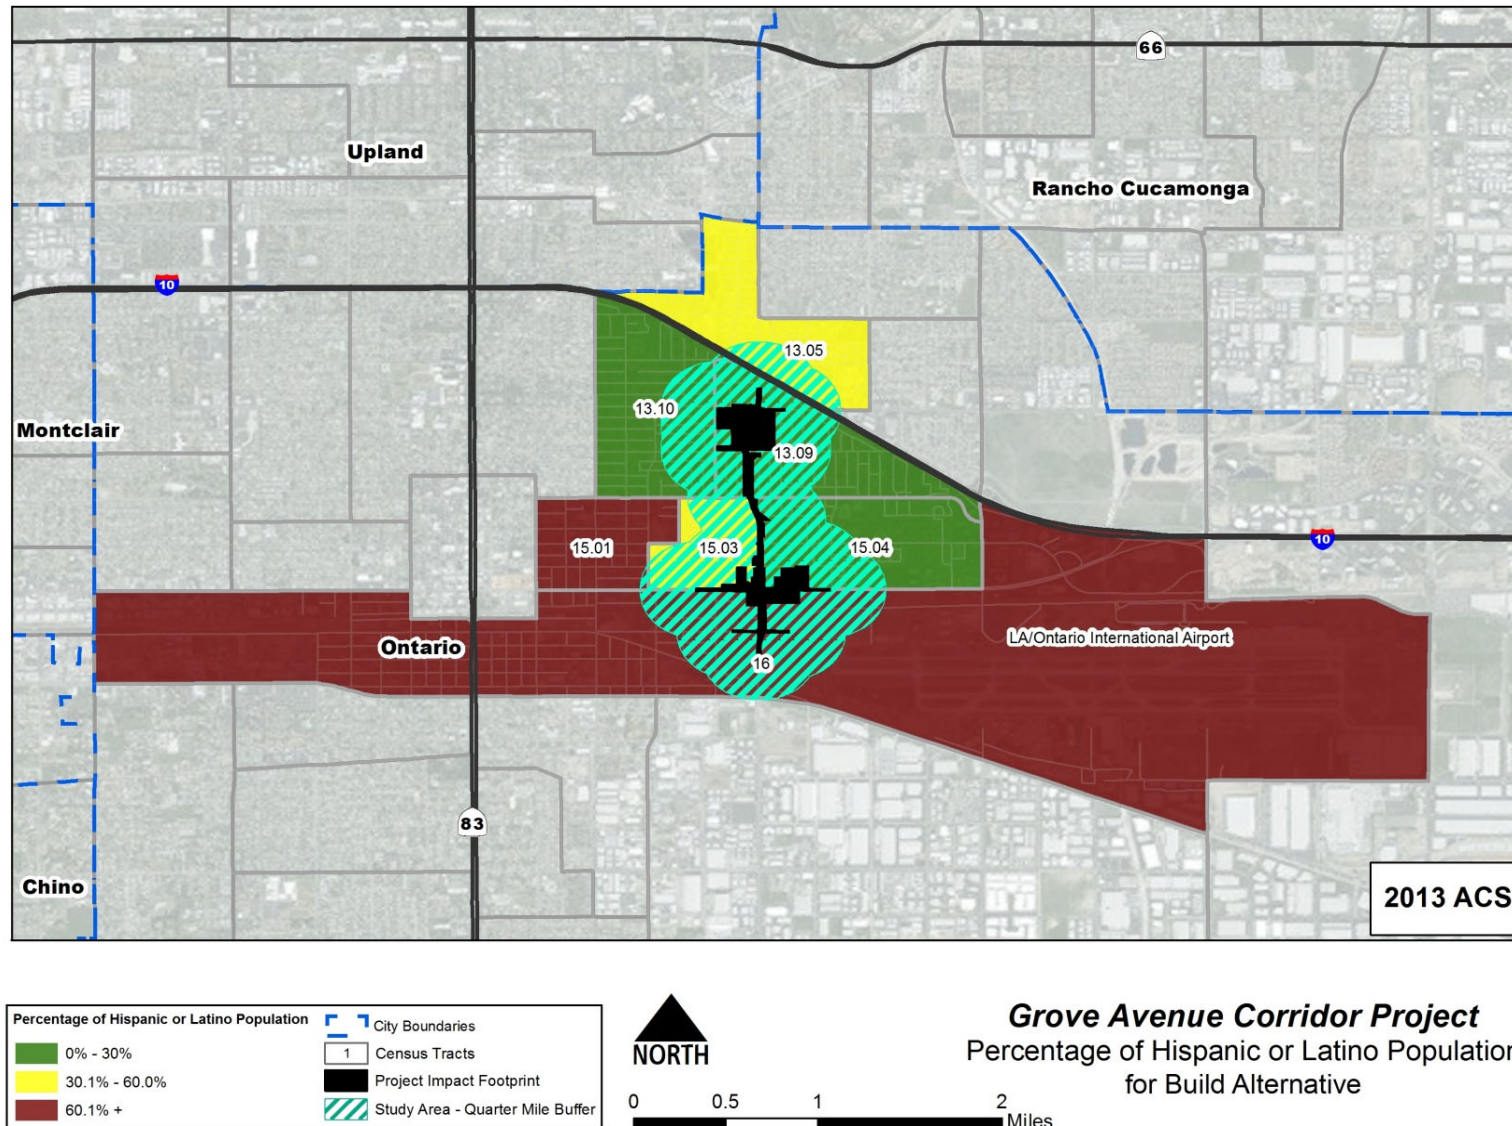 66
Upland
Rancho Cucamonga
10
13.05
13.10
Montclair
13.09
15.01
15.03
15.04
10
LA/Ontario International Airport
Ontario
16
83
Chino
2013 ACS
Percentage of Hispanic or Latino Population
0% - 30%
30.1% - 60.0%
60.1% +
City Boundaries
1 Census Tracts
Project Impact Footprint
Study Area - Quarter Mile Buffer
NORTH
0 0.5 1 2
Miles
Grove Avenue Corridor Project
Percentage of Hispanic or Latino Population
for Build Alternative